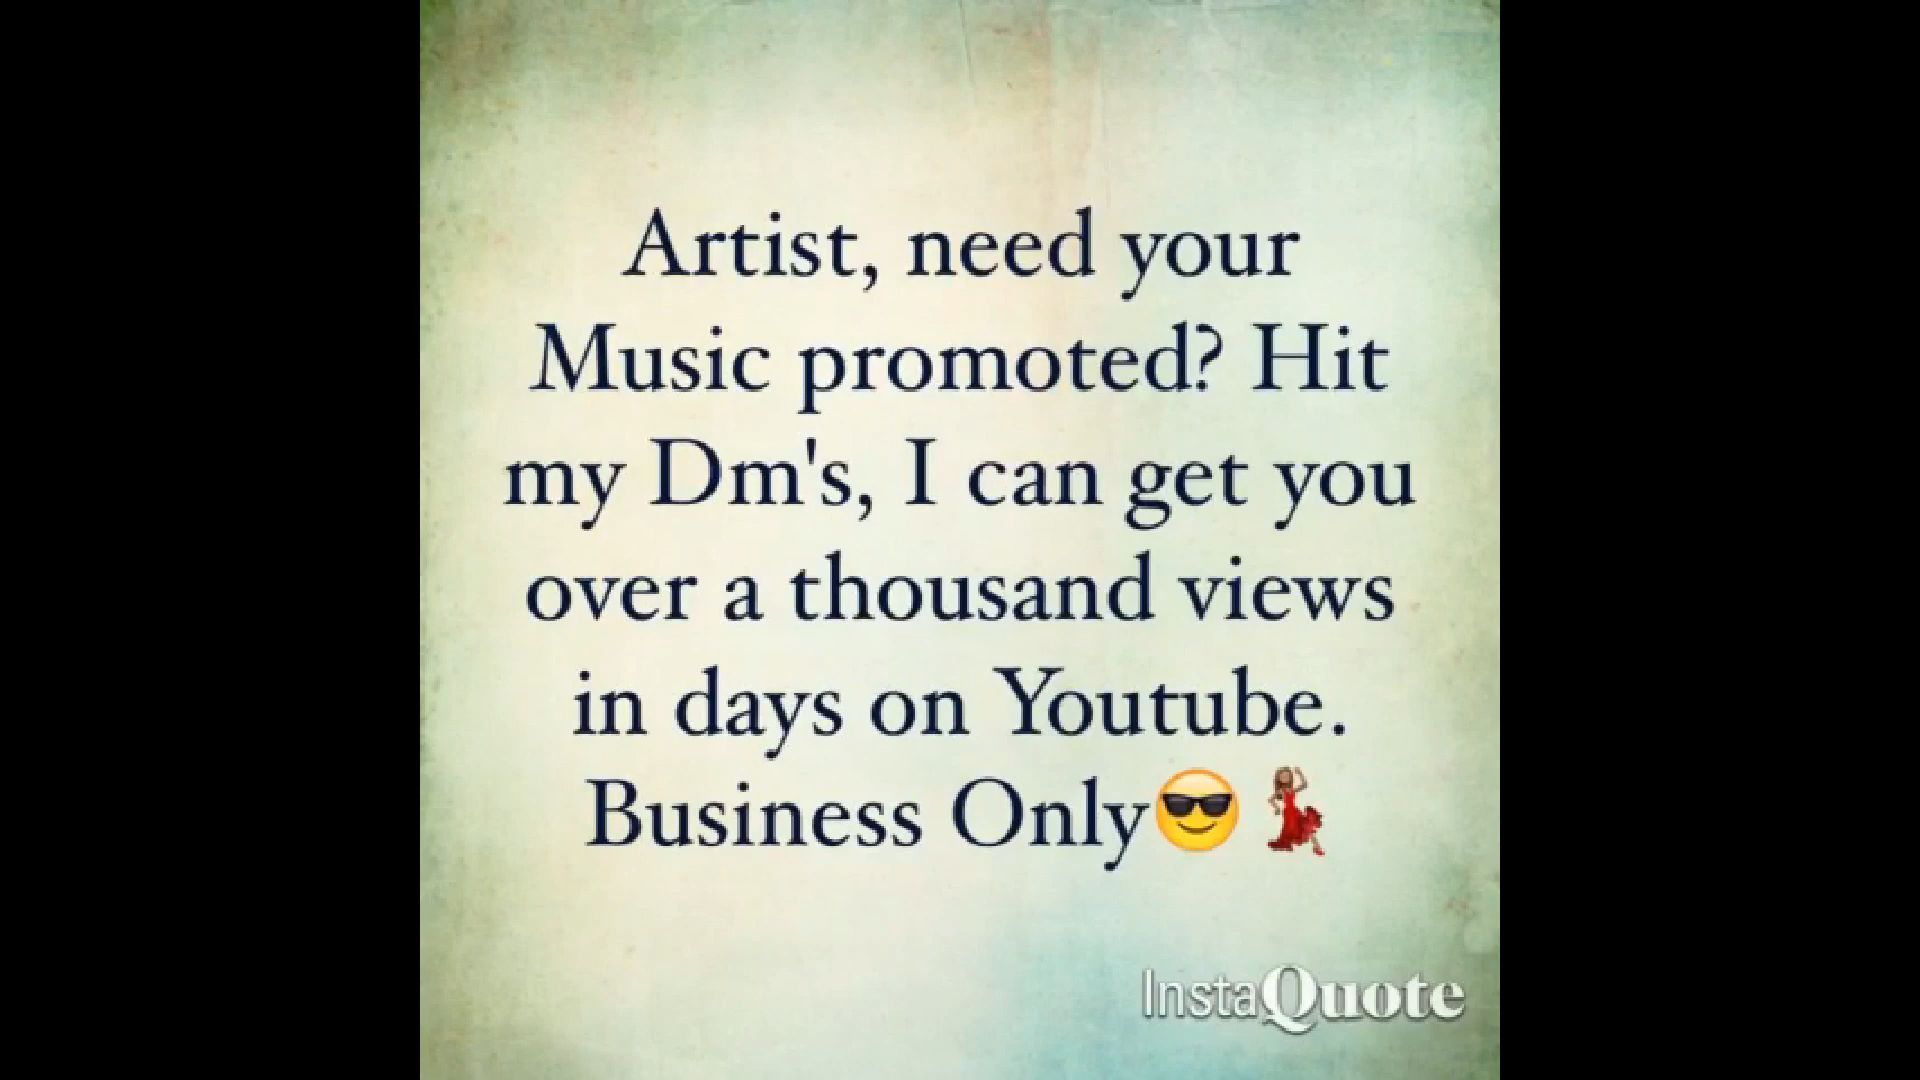 Artist, need your
Music promoted? Hit
my Dm's, I can get you
over a thousand views
in days on Youtube.
Business Only😎💃
InstaQuote